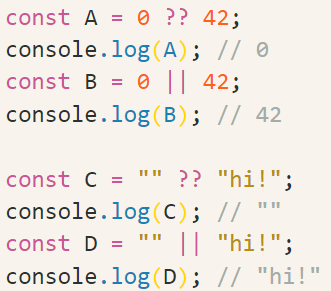 const A = 0 ?? 42;
console.log(A); // 0
const B = 0 || 42;
console.log(B); // 42

const C = "" ?? "hi!";
console.log(C); // ""
const D = "" || "hi!";
console.log(D); // "hi!"